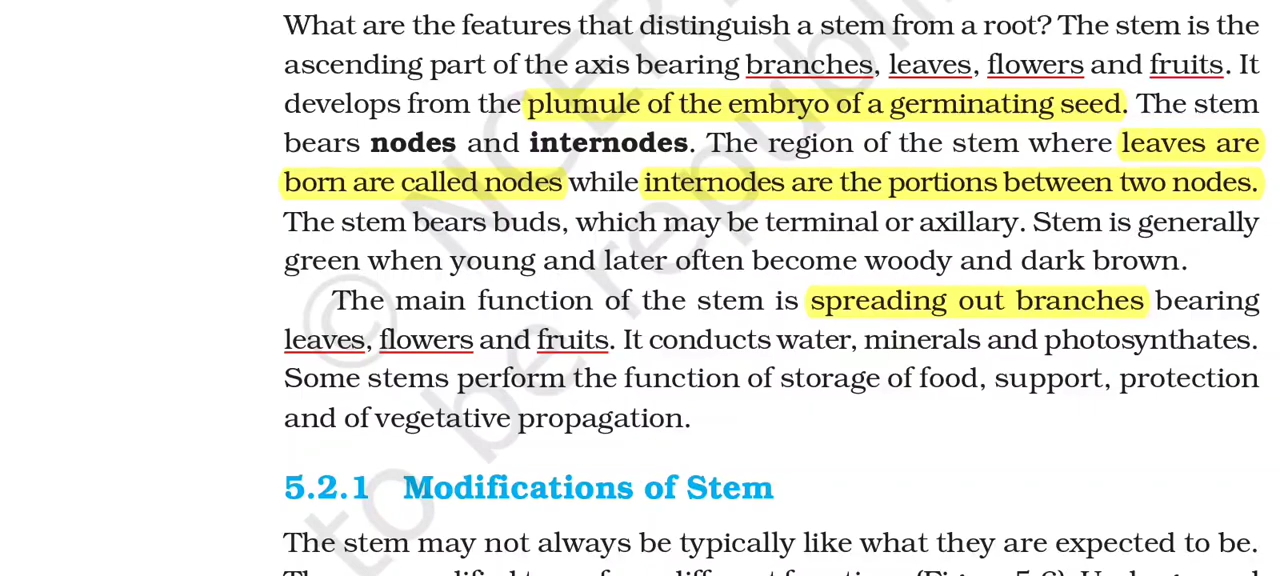 What are the features that distinguish a stem from a root? The stem is the
ascending part of the axis bearing branches, leaves, flowers and fruits. It
develops from the plumule of the embryo of a germinating seed. The stem
bears nodes and internodes. The region of the stem where leaves are
born are called nodes while internodes are the portions between two nodes.
The stem bears buds, which may be terminal or axillary. Stem is generally
green when young and later often become woody and dark brown.
The main function of the stem is spreading out branches bearing
leaves, flowers and fruits. It conducts water, minerals and photosynthates.
Some stems perform the function of storage of food, support, protection
and of vegetative propagation.
5.2.1 Modifications of Stem
The stem may not always be typically like what they are expected to be.